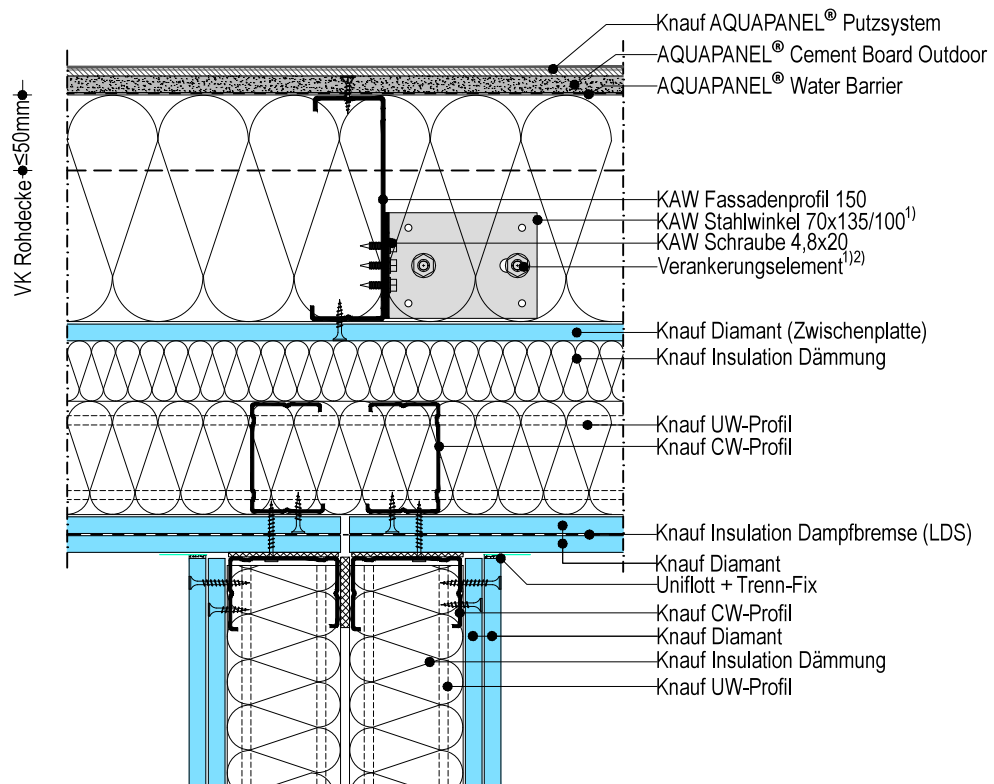 Knauf AQUAPANEL® Putzsystem
AQUAPANEL® Cement Board Outdoor
AQUAPANEL® Water Barrier
VK Rohdecke ≤50mm
KAW Fassadenprofil 150
KAW Stahlwinkel 70x135/100¹⁾
KAW Schraube 4,8x20
Verankerungselement¹⁾²⁾
Knauf Diamant (Zwischenplatte)
Knauf Insulation Dämmung
Knauf UW-Profil
Knauf CW-Profil
Knauf Insulation Dampfbremse (LDS)
Knauf Diamant
Uniflott + Trenn-Fix
Knauf CW-Profil
Knauf Diamant
Knauf Insulation Dämmung
Knauf UW-Profil